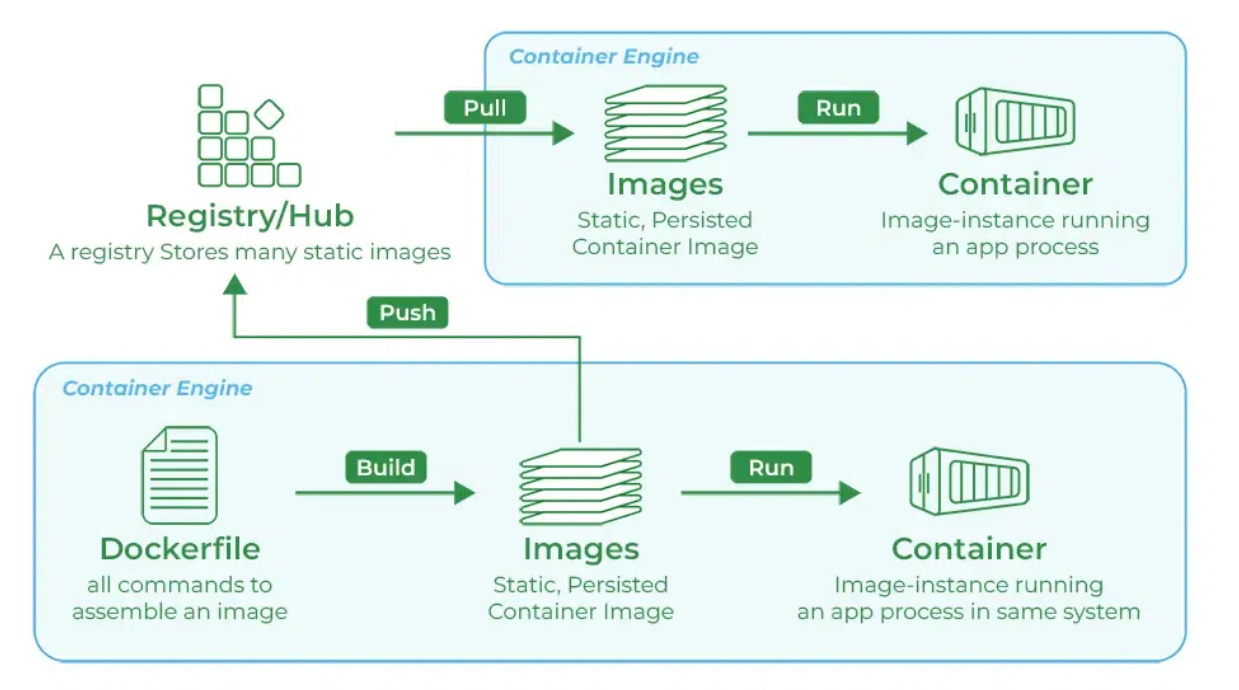 Container Engine
Pull
Run
Images
Static, Persisted
Container Image
Container
Image-instance running
an app process
Registry/Hub
A registry Stores many static images
Push
Container Engine
Build
Run
Dockerfile
all commands to
assemble an image
Images
Static, Persisted
Container Image
Container
Image-instance running
an app process in same system